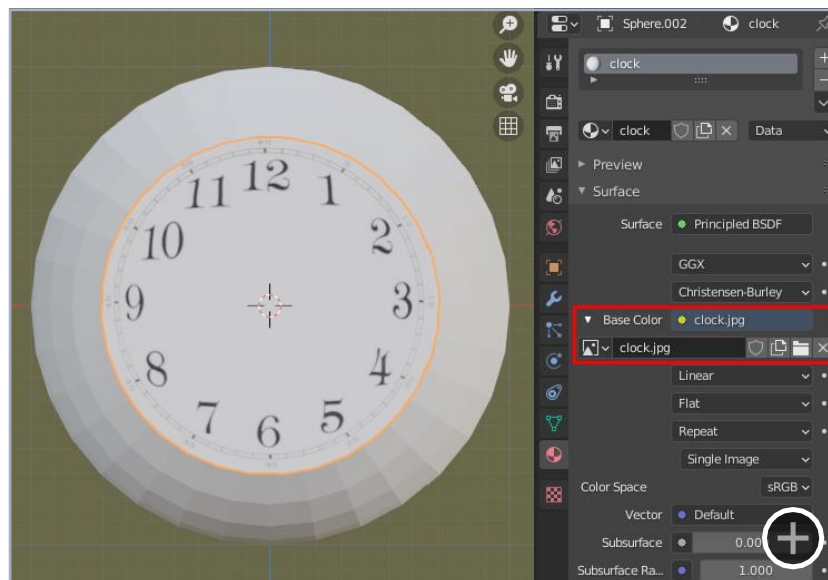 Sphere.002
clock
clock
clock
Data
Preview
Surface
Surface
Principled BSDF
GGX
Christensen-Burley
Base Color
clock.jpg
clock.jpg
Linear
Flat
Repeat
Single Image
Color Space
sRGB
Vector
Default
Subsurface
0.00
Subsurface Ra...
1.000
12
1
2
3
4
5
6
7
8
9
10
11